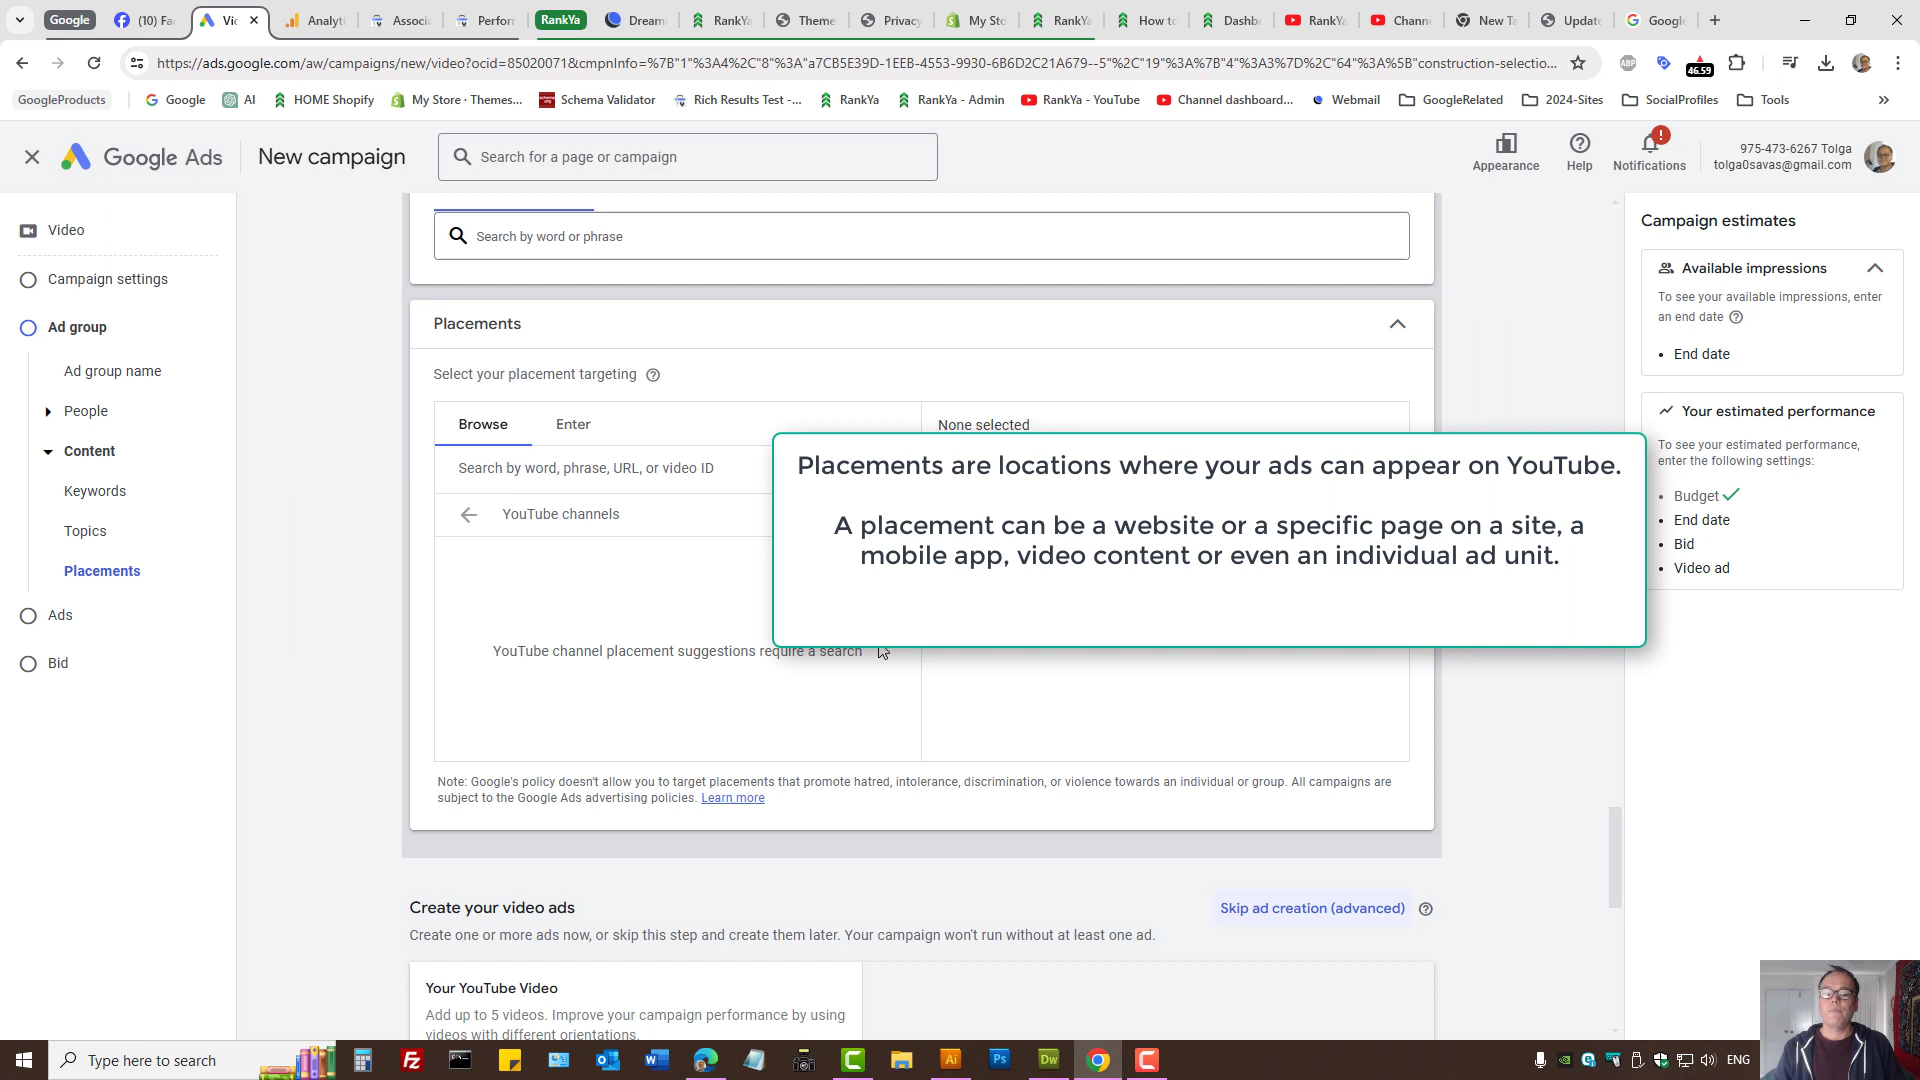 Google
(10) Fa
Vi
Analyti
Associa
Perforn
RankYa
Dreami
RankYa
Theme
Privacy
My Sto
RankYa
How to
Dashb
RankYa
Chann
New Ta
Update
Google
https://ads.google.com/aw/campaigns/new/video?ocid=85020071&cmpnInfo=%7B"1"%3A4%2C"8"%3A"a7CB5E39D-1EEB-4553-9930-6B6D2C21A679--5"%2C"19"%3A%7B"4"%3A3%7D%2C"64"%3A%5B"construction-selectio...
ABP
46.59
GoogleProducts
Google
AI
HOME Shopify
My Store · Themes...
Schema Validator
Rich Results Test -...
RankYa
RankYa - Admin
RankYa - YouTube
Channel dashboard...
Webmail
GoogleRelated
2024-Sites
SocialProfiles
Tools
Google Ads
New campaign
Search for a page or campaign
Appearance
Help
Notifications
975-473-6267 Tolga
tolga0savas@gmail.com
Video
Campaign settings
Ad group
Ad group name
People
Content
Keywords
Topics
Placements
Ads
Bid
Search by word or phrase
Placements
Select your placement targeting
Browse
Enter
None selected
Search by word, phrase, URL, or video ID
YouTube channels
YouTube channel placement suggestions require a search
Placements are locations where your ads can appear on YouTube.
A placement can be a website or a specific page on a site, a
mobile app, video content or even an individual ad unit.
Note: Google's policy doesn't allow you to target placements that promote hatred, intolerance, discrimination, or violence towards an individual or group. All campaigns are
subject to the Google Ads advertising policies. Learn more
Create your video ads
Skip ad creation (advanced)
Create one or more ads now, or skip this step and create them later. Your campaign won't run without at least one ad.
Your YouTube Video
Add up to 5 videos. Improve your campaign performance by using
videos with different orientations.
Campaign estimates
Available impressions
To see your available impressions, enter
an end date
End date
Your estimated performance
To see your estimated performance,
enter the following settings:
Budget
End date
Bid
Video ad
Type here to search
Ai
Ps
Dw
ENG